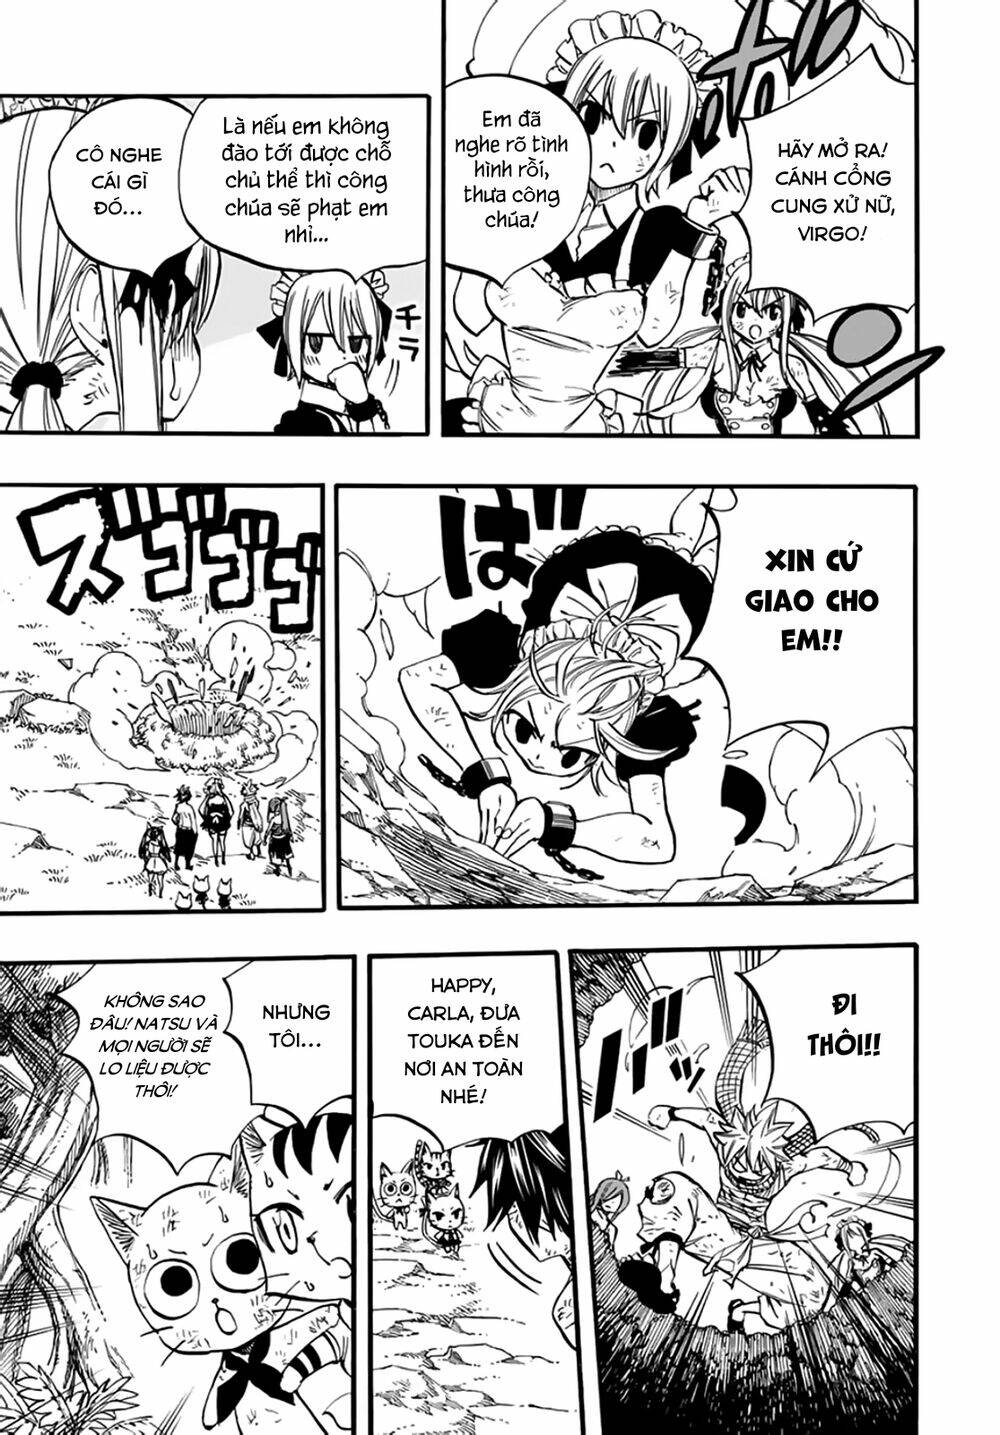 HÃY MỞ RA!
CÁNH CỔNG
CUNG XỬ NỮ,
VIRGO!
Em đã
nghe rõ tình
hình rồi,
thưa công
chúa!
Là nếu em không
đào tới được chỗ
chủ thể thì công
chúa sẽ phạt em
nhỉ...
CÔ NGHE
CÁI GÌ
ĐÓ...
チラ
XIN CỨ
GIAO CHO
EM!!
ば
ズゴゴゴゴ
ĐI
THÔI!!
HAPPY,
CARLA, ĐƯA
TOUKA ĐẾN
NƠI AN TOÀN
NHÉ!
NHƯNG
TÔI...
KHÔNG SAO
ĐÂU! NATSU VÀ
MỌI NGƯỜI SẼ
LO LIỆU ĐƯỢC
THÔI!